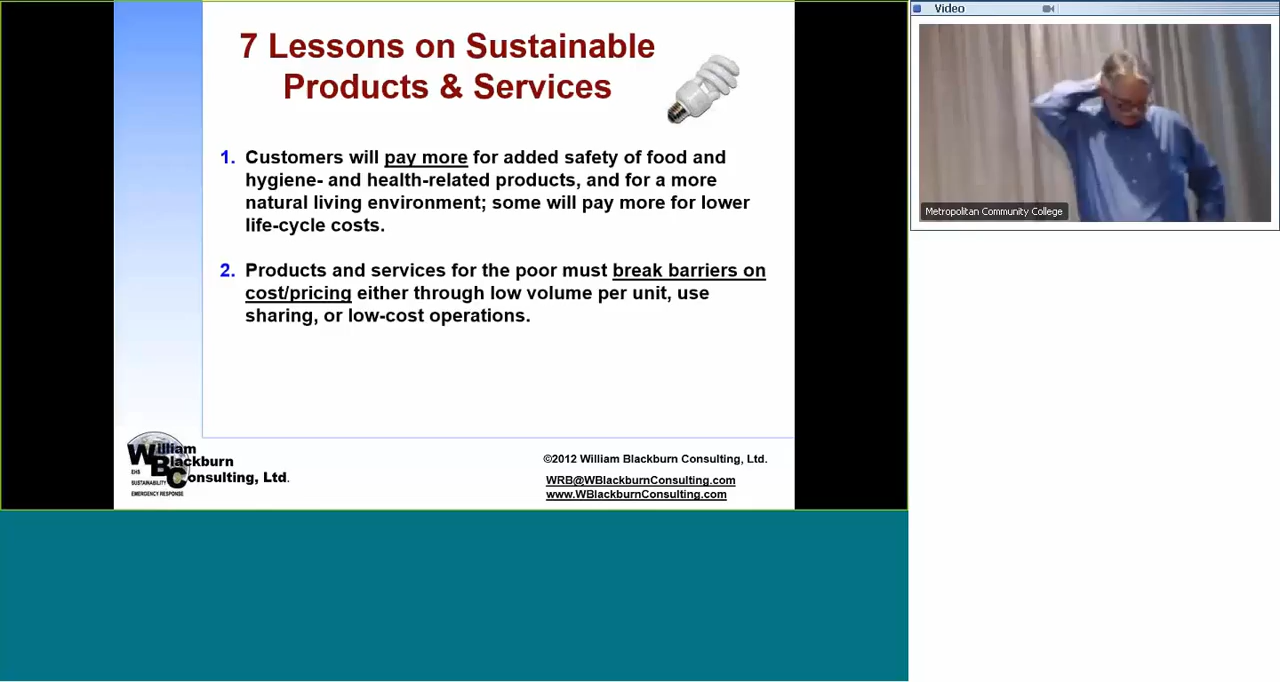 Video
7 Lessons on Sustainable
Products & Services
1. Customers will pay more for added safety of food and
hygiene- and health-related products, and for a more
natural living environment; some will pay more for lower
life-cycle costs.
2. Products and services for the poor must break barriers on
cost/pricing either through low volume per unit, use
sharing, or low-cost operations.
Metropolitan Community College
William
Blackburn
Consulting, Ltd.
EHS
SUSTAINABILITY
EMERGENCY RESPONSE
©2012 William Blackburn Consulting, Ltd.
WRB@WBlackburnConsulting.com
www.WBlackburnConsulting.com